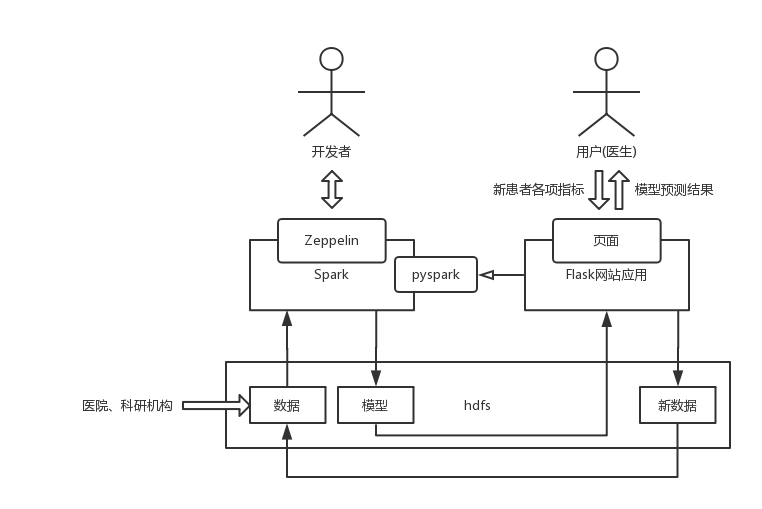 开发者
用户(医生)
新患者各项指标
模型预测结果
Zeppelin
页面
Spark
pyspark
Flask网站应用
医院、科研机构
数据
模型
hdfs
新数据